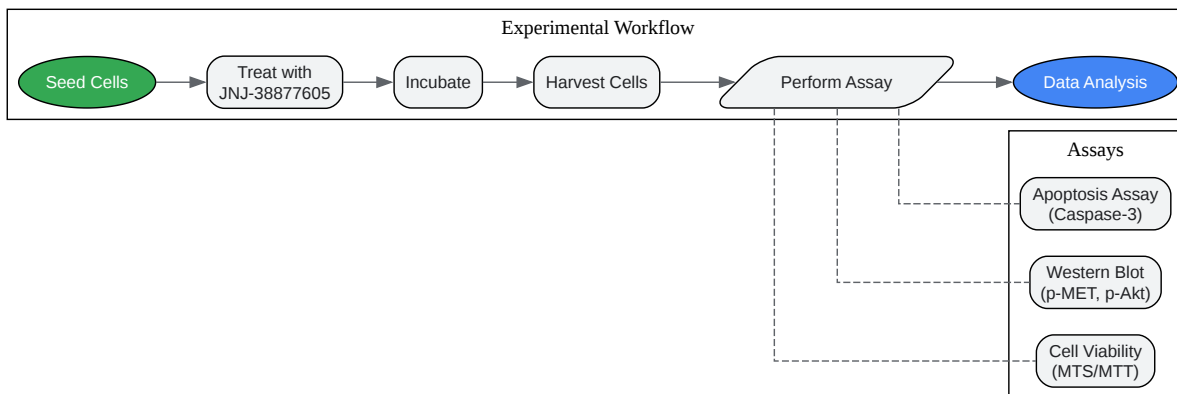 Experimental Workflow
Seed Cells
Treat with
JNJ-38877605
Incubate
Harvest Cells
Perform Assay
Data Analysis
Assays
Apoptosis Assay
(Caspase-3)
Western Blot
(p-MET, p-Akt)
Cell Viability
(MTS/MTT)